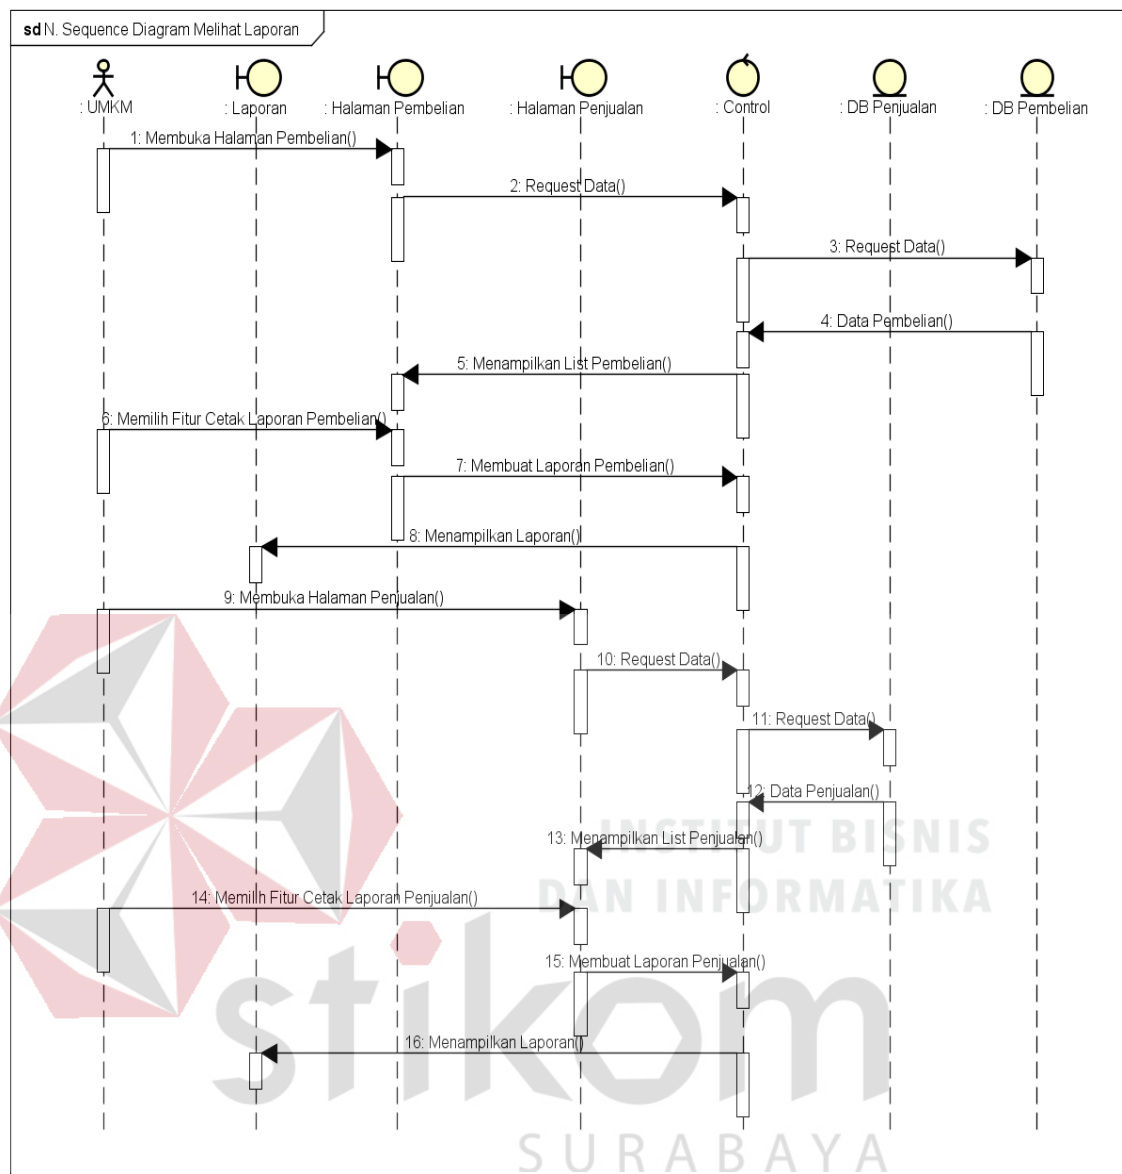 sd N. Sequence Diagram Melihat Laporan
: UMKM
: Laporan
: Halaman Pembelian
: Halaman Penjualan
: Control
: DB Penjualan
: DB Pembelian
1: Membuka Halaman Pembelian()
2: Request Data()
3: Request Data()
4: Data Pembelian()
5: Menampilkan List Pembelian()
6: Memilih Fitur Cetak Laporan Pembelian()
7: Membuat Laporan Pembelian()
8: Menampilkan Laporan()
9: Membuka Halaman Penjualan()
10: Request Data()
11: Request Data()
12: Data Penjualan()
13: Menampilkan List Penjualan()
14: Memilih Fitur Cetak Laporan Penjualan()
15: Membuat Laporan Penjualan()
16: Menampilkan Laporan()
INSTITUT BISNIS
DAN INFORMATIKA
stikom
SURABAYA